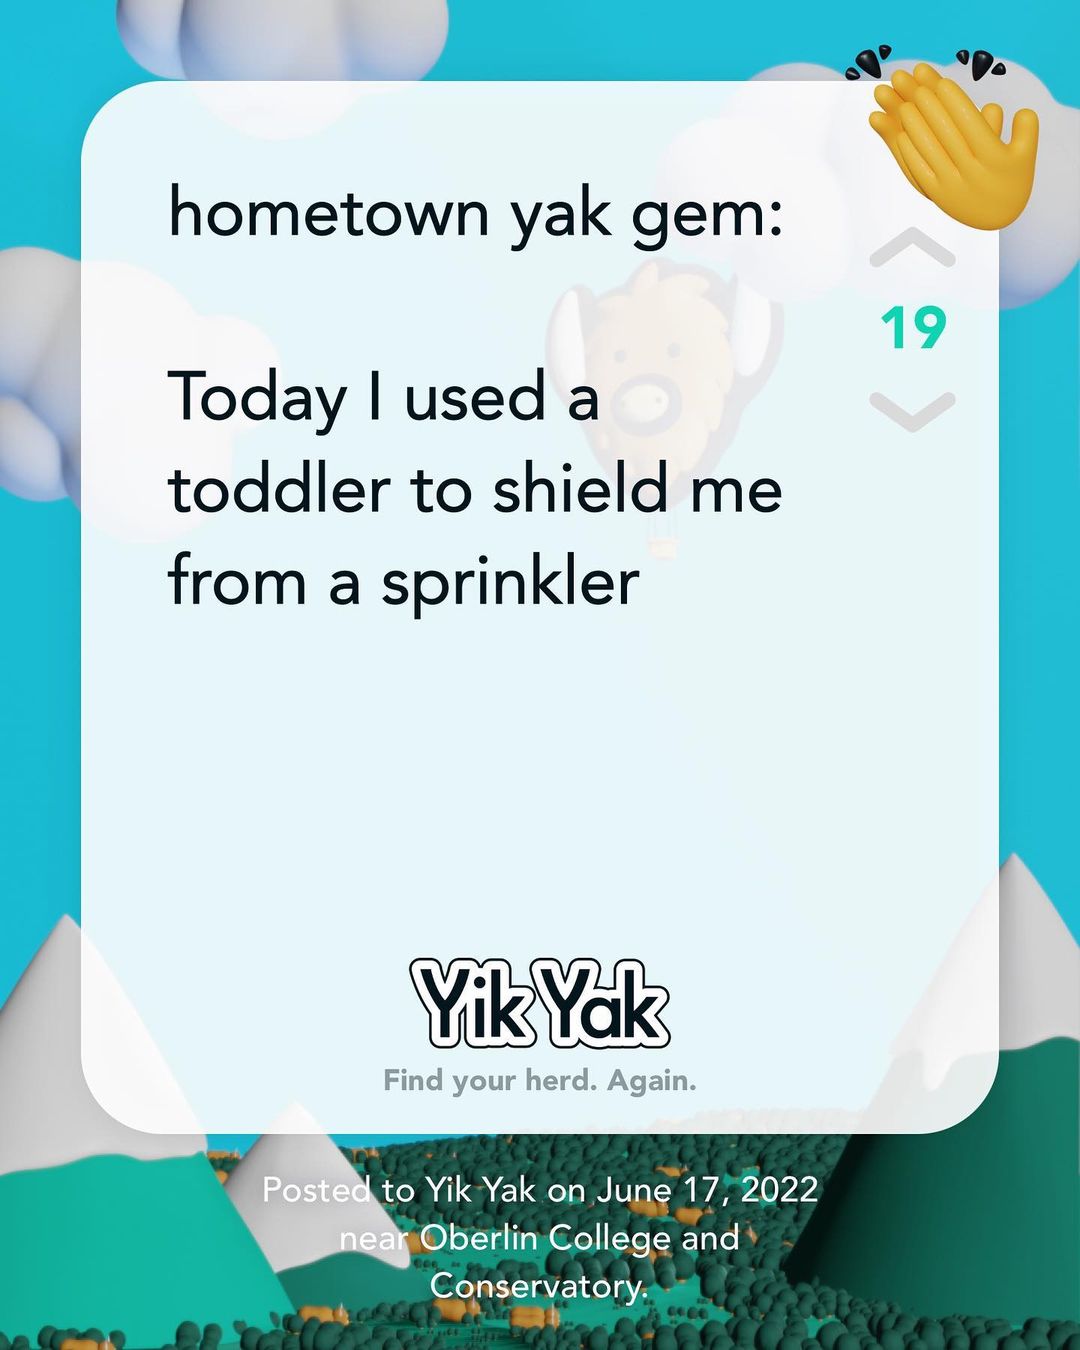 hometown yak gem:
19
Today I used a
toddler to shield me
from a sprinkler
Yik Yak
Find your herd. Again.
Posted to Yik Yak on June 17, 2022
near Oberlin College and
Conservatory.